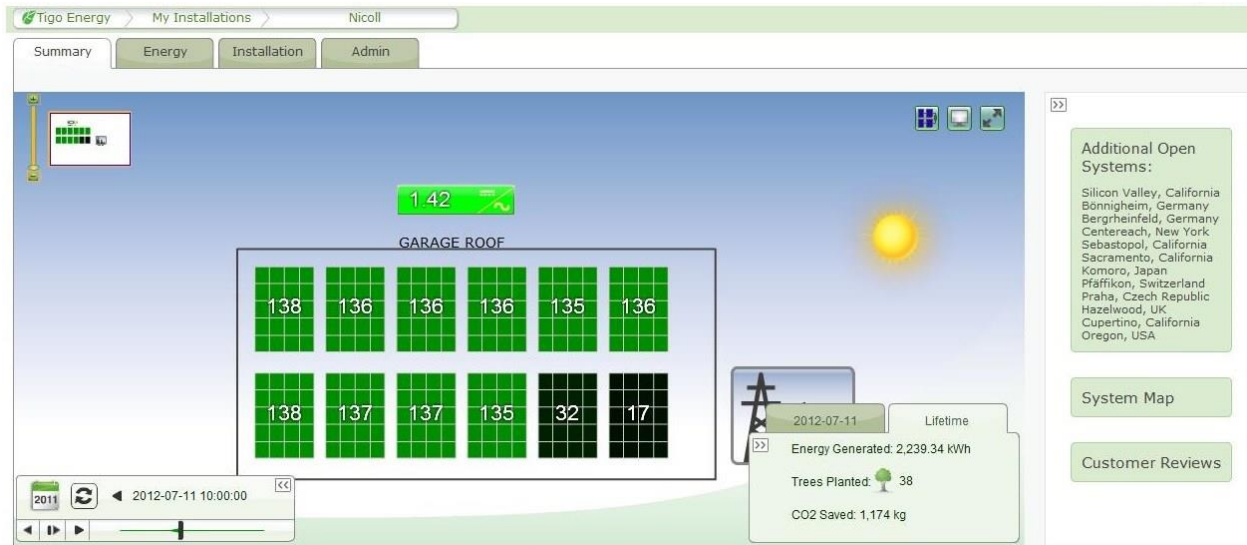 Tigo Energy
My Installations
Nicoll
Summary
Energy
Installation
Admin
1.42
GARAGE ROOF
138 136 136 136 135 136
138 137 137 135 32 17
2011
2012-07-11 10:00:00
2012-07-11
Lifetime
Energy Generated: 2,239.34 kWh
Trees Planted: 38
CO2 Saved: 1,174 kg
Additional Open
Systems:
Silicon Valley, California
Bönnigheim, Germany
Bergrheinfeld, Germany
Centereach, New York
Sebastopol, California
Sacramento, California
Komoro, Japan
Pfäffikon, Switzerland
Praha, Czech Republic
Hazelwood, UK
Cupertino, California
Oregon, USA
System Map
Customer Reviews